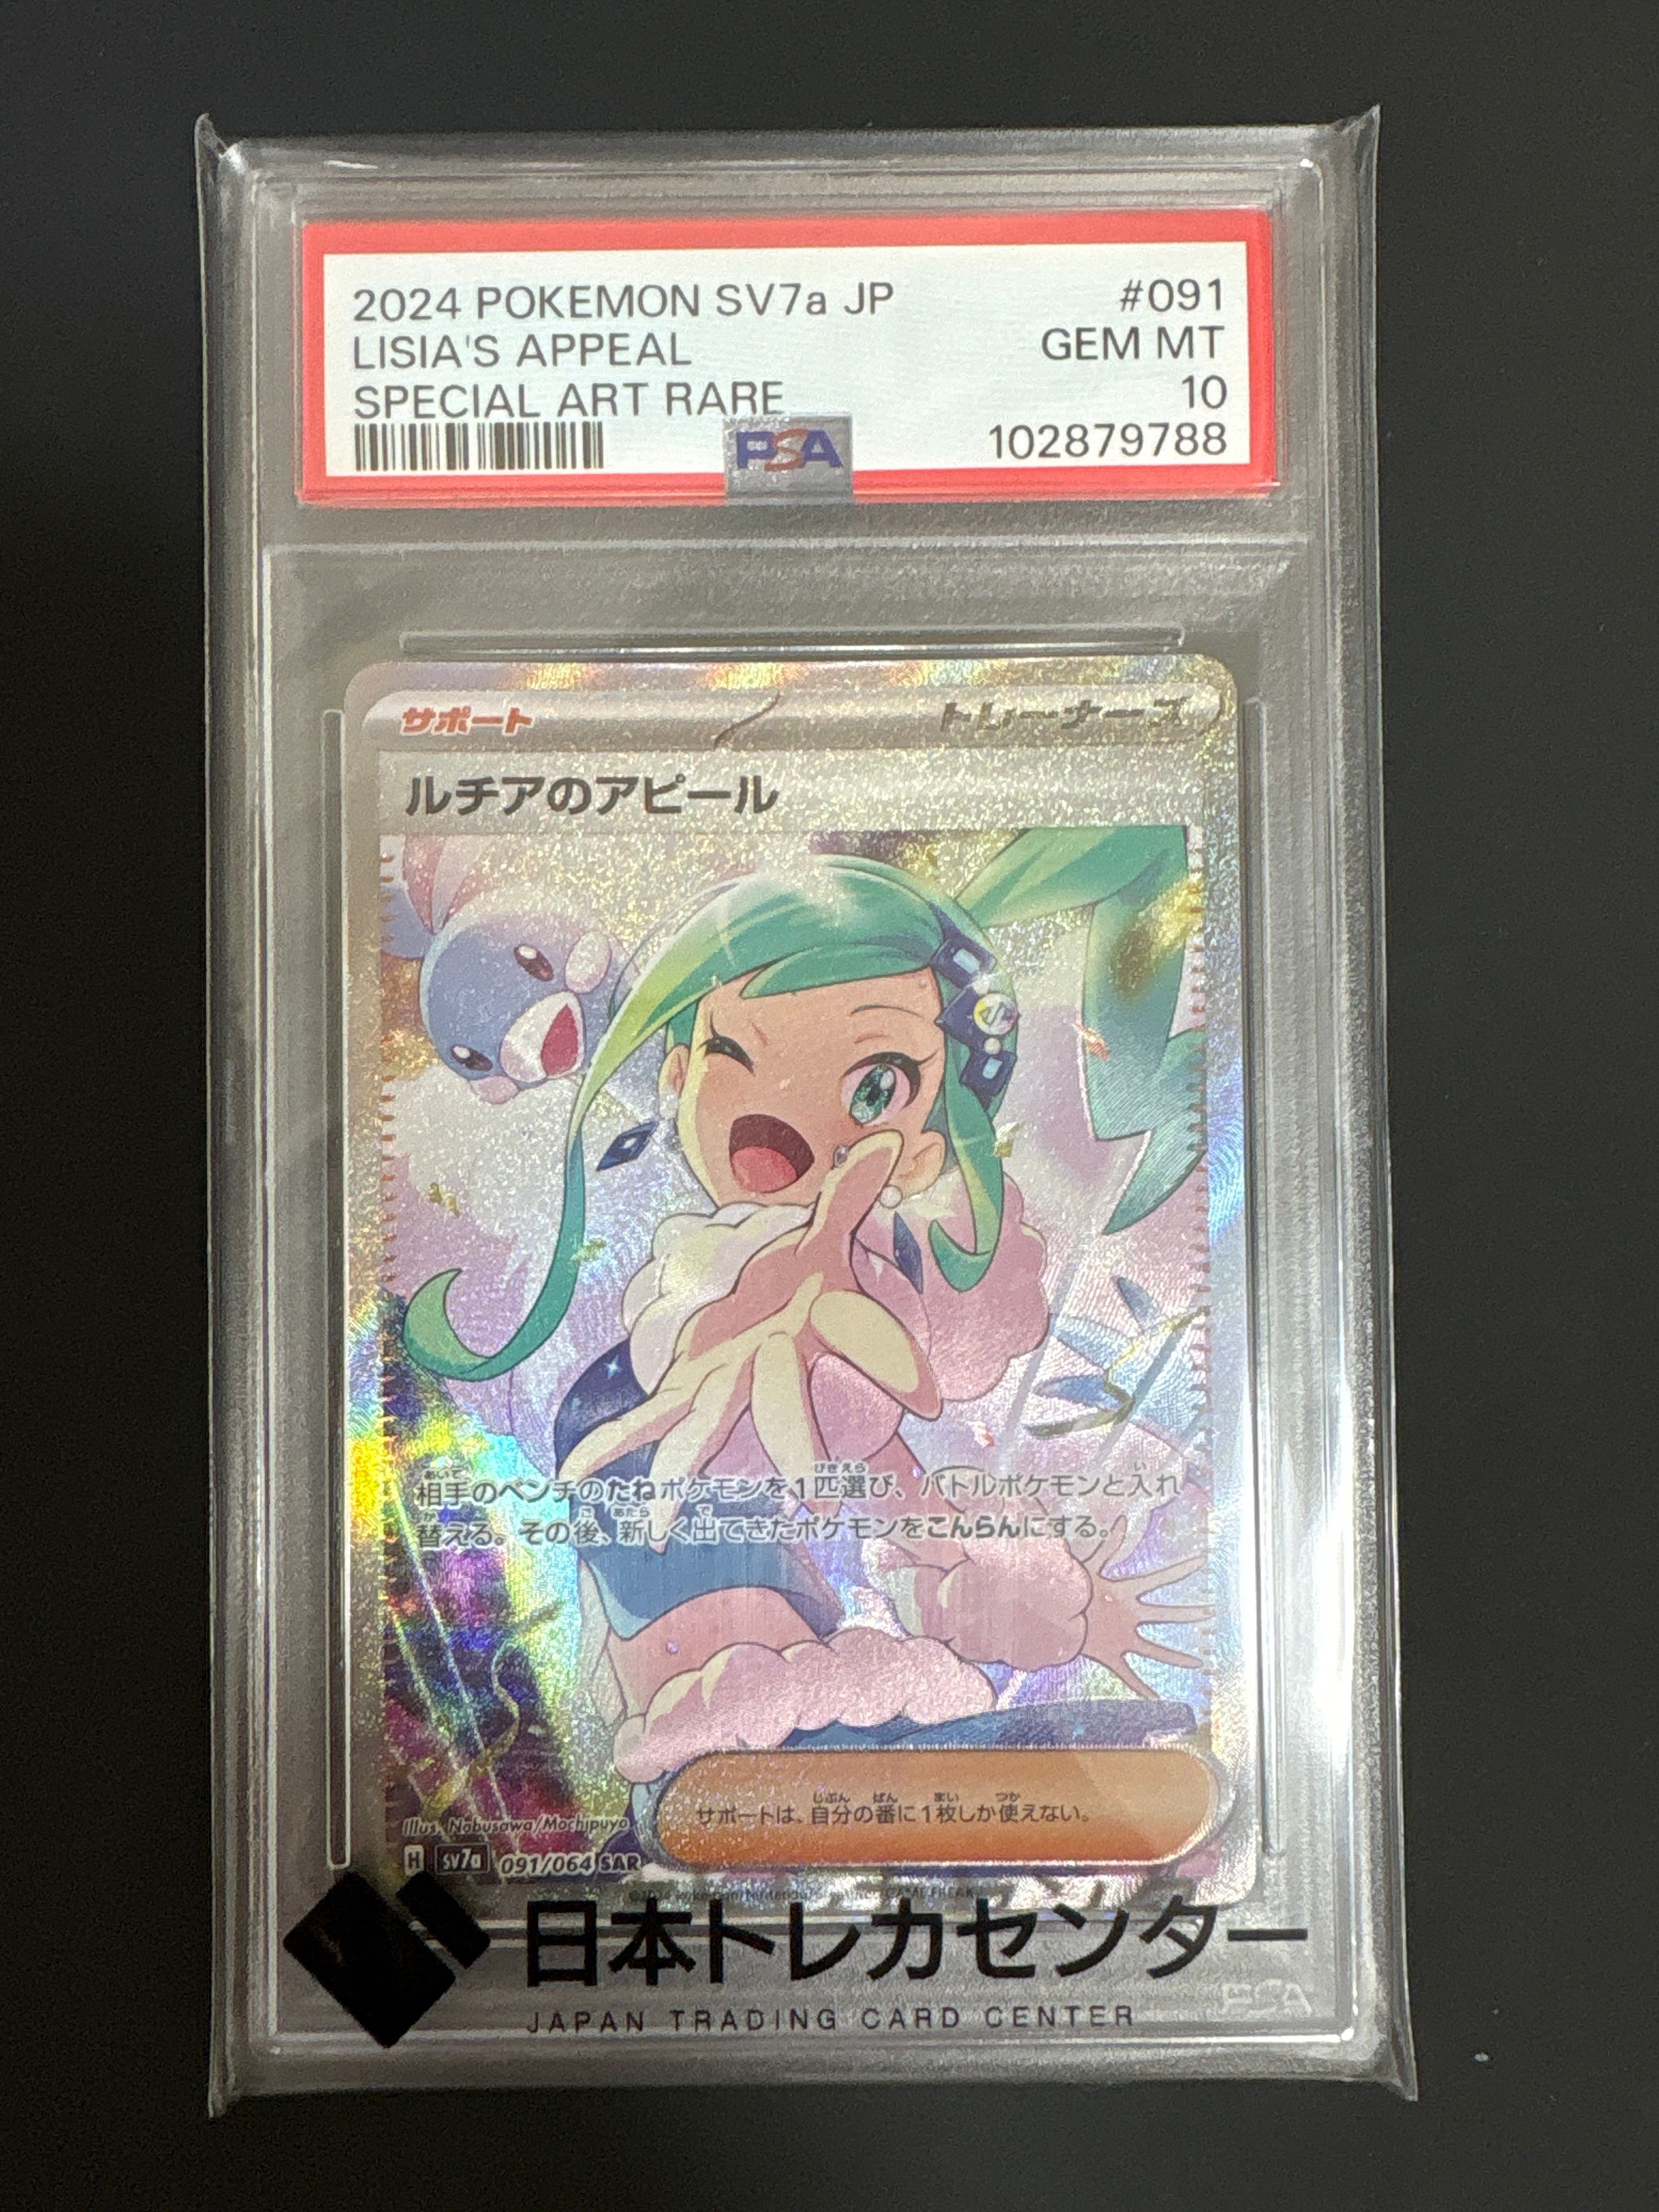 2024 POKEMON SV7a JP #091
LISIA'S APPEAL GEM MT
SPECIAL ART RARE 10
PSA 102879788
サポート トレーナーズ
ルチアのアピール
相手のベンチのたねポケモンを1匹選び、バトルポケモンと入れ
替える。その後、新しく出てきたポケモンをこんらんにする。
サポートは、自分の番に1枚しか使えない。
Illus. Nobusawa/Mochipuyo
H sv7a 091/064 SAR
日本トレカセンター
JAPAN TRADING CARD CENTER
PSA